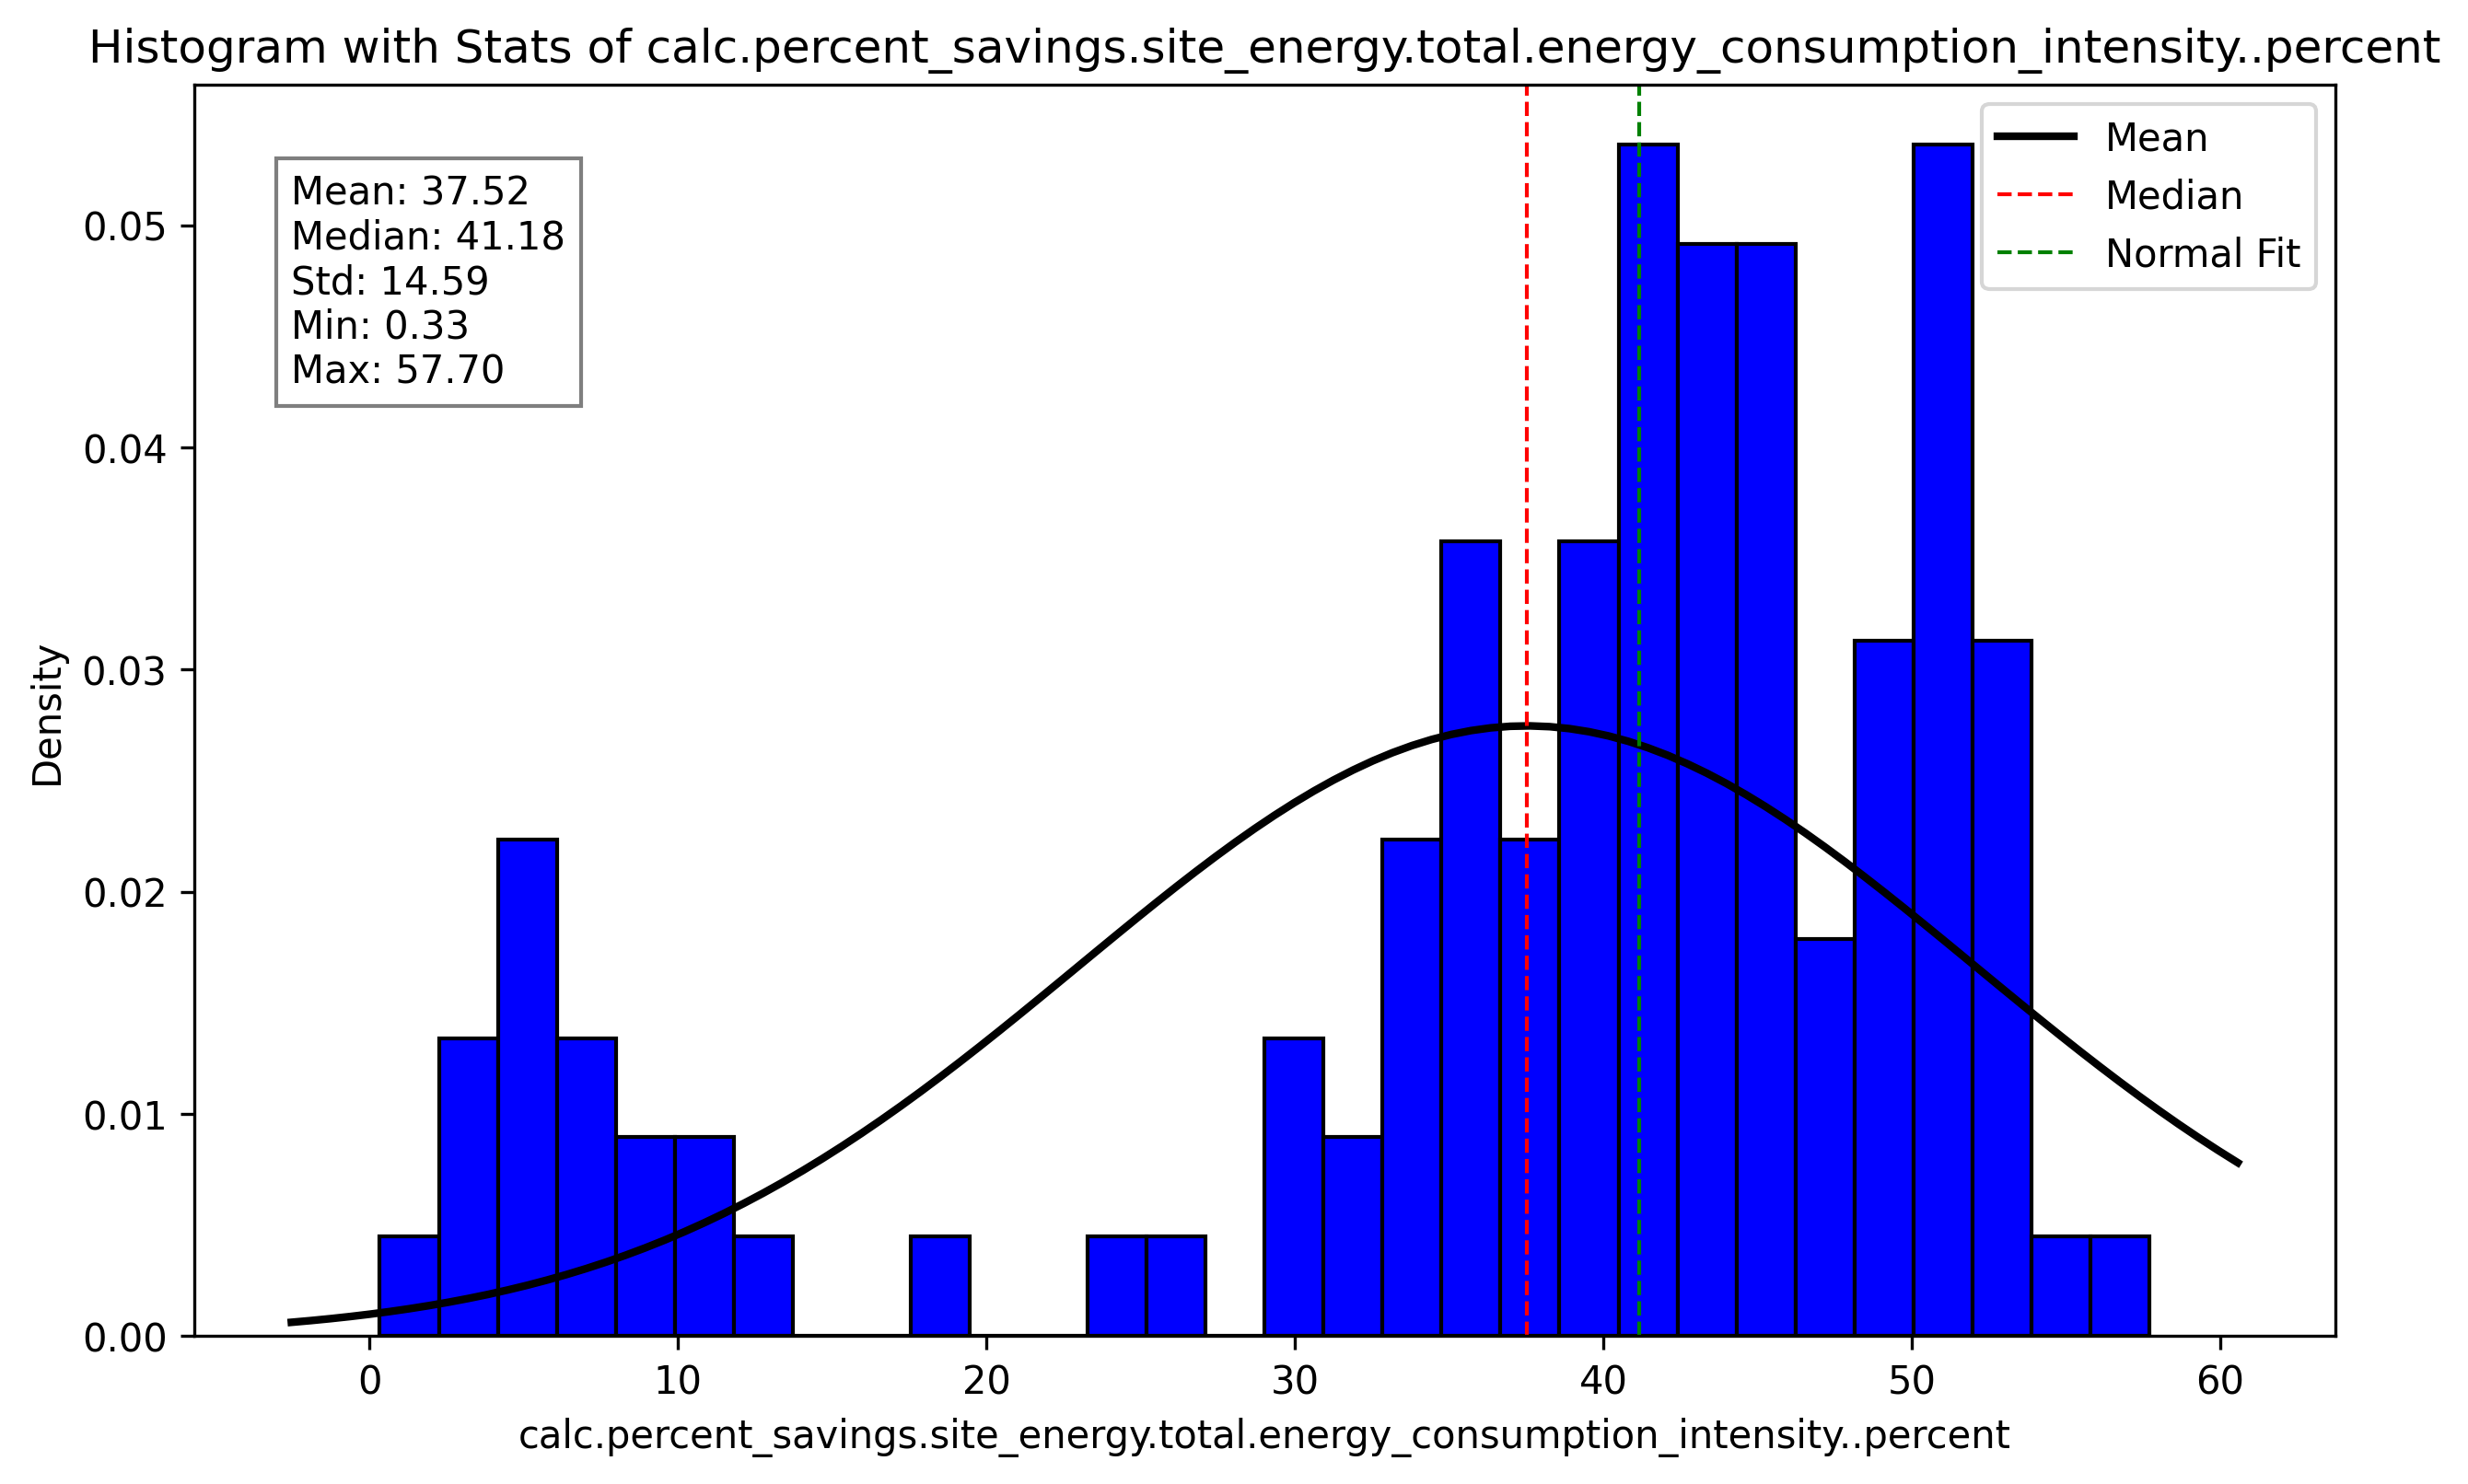 Histogram with Stats of calc.percent_savings.site_energy.total.energy_consumption_intensity..percent
Mean: 37.52
Median: 41.18
Std: 14.59
Min: 0.33
Max: 57.70
Mean
Median
Normal Fit
Density
0.05
0.04
0.03
0.02
0.01
0.00
0 10 20 30 40 50 60
calc.percent_savings.site_energy.total.energy_consumption_intensity..percent